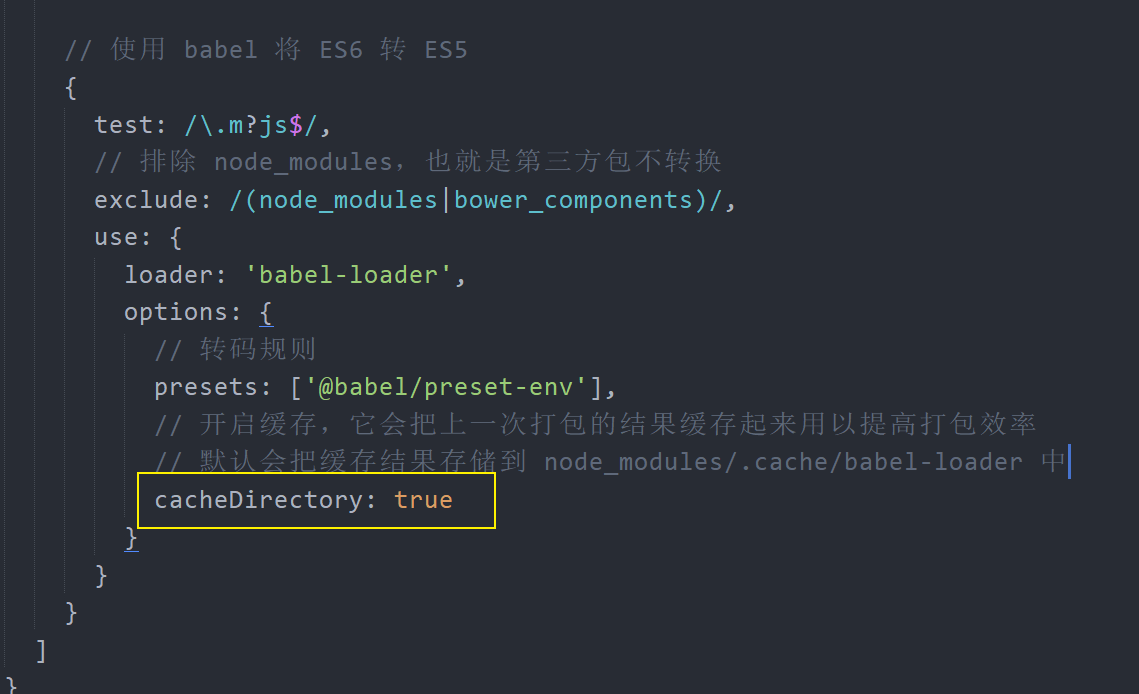 // 使用 babel 将 ES6 转 ES5
{
test: /\.m?js$/,
// 排除 node_modules，也就是第三方包不转换
exclude: /(node_modules|bower_components)/,
use: {
loader: 'babel-loader',
options: {
// 转码规则
presets: ['@babel/preset-env'],
// 开启缓存，它会把上一次打包的结果缓存起来用以提高打包效率
// 默认会把缓存结果存储到 node_modules/.cache/babel-loader 中
cacheDirectory: true
}
}
}
]
}